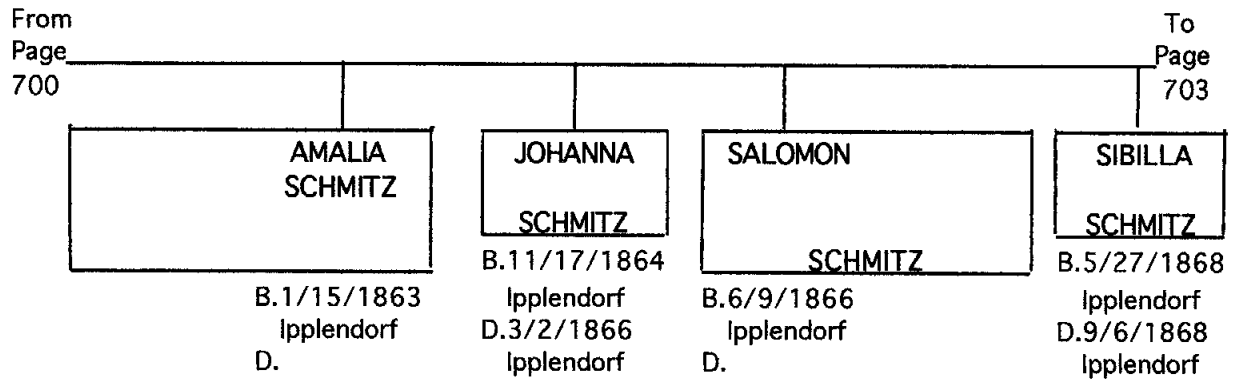 From
Page
700
To
Page
703
AMALIA
SCHMITZ
B.1/15/1863
Ipplendorf
D.
JOHANNA
SCHMITZ
B.11/17/1864
Ipplendorf
D.3/2/1866
Ipplendorf
SALOMON
SCHMITZ
B.6/9/1866
Ipplendorf
D.
SIBILLA
SCHMITZ
B.5/27/1868
Ipplendorf
D.9/6/1868
Ipplendorf